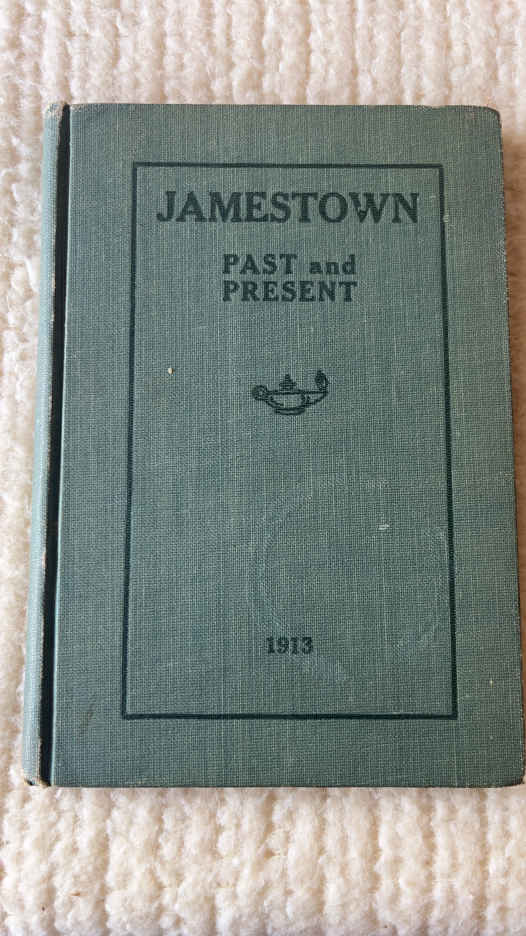 JAMESTOWN
PAST and
PRESENT
1913